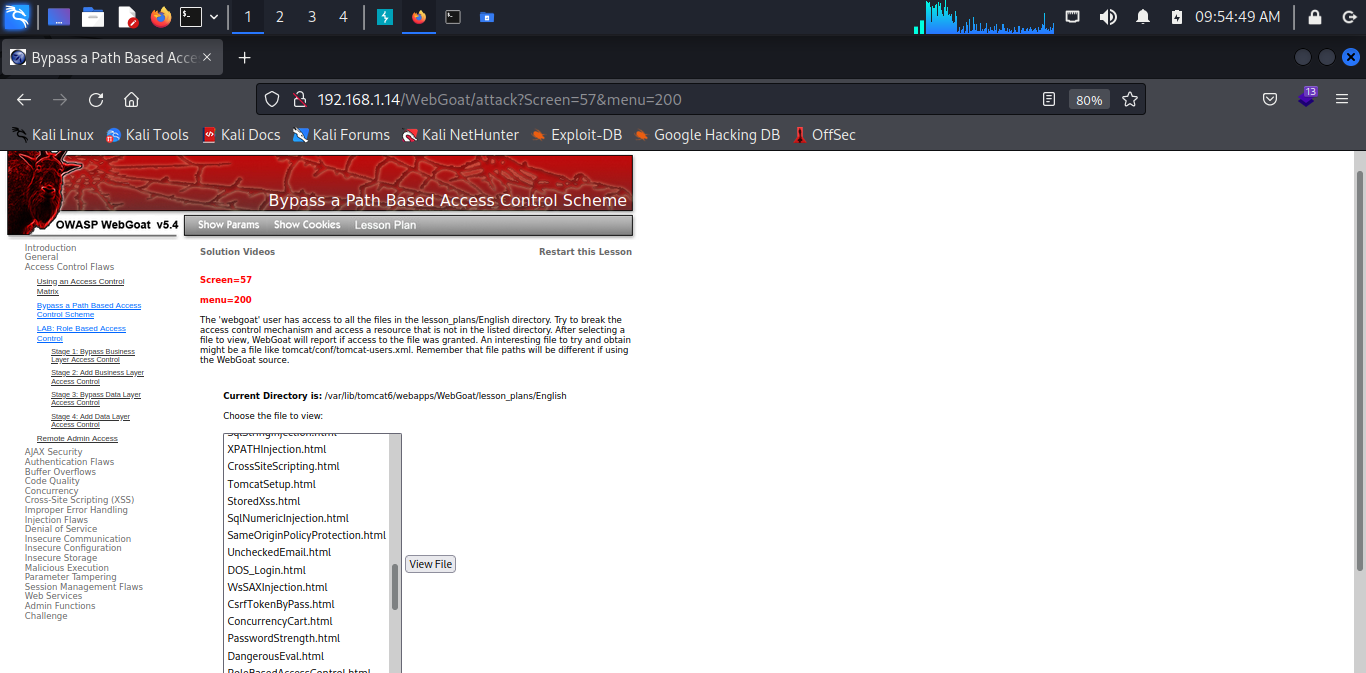 1 2 3 4 09:54:49 AM
Bypass a Path Based Acce
192.168.1.14/WebGoat/attack?Screen=57&menu=200 80% 13
Kali Linux Kali Tools Kali Docs Kali Forums Kali NetHunter Exploit-DB Google Hacking DB OffSec
Bypass a Path Based Access Control Scheme
OWASP WebGoat v5.4 Show Params Show Cookies Lesson Plan
Introduction
General
Access Control Flaws
Using an Access Control
Matrix
Bypass a Path Based Access
Control Scheme
LAB: Role Based Access
Control
Stage 1: Bypass Business
Layer Access Control
Stage 2: Add Business Layer
Access Control
Stage 3: Bypass Data Layer
Access Control
Stage 4: Add Data Layer
Access Control
Remote Admin Access
AJAX Security
Authentication Flaws
Buffer Overflows
Code Quality
Concurrency
Cross-Site Scripting (XSS)
Improper Error Handling
Injection Flaws
Denial of Service
Insecure Communication
Insecure Configuration
Insecure Storage
Malicious Execution
Parameter Tampering
Session Management Flaws
Web Services
Admin Functions
Challenge
Solution Videos Restart this Lesson
Screen=57
menu=200
The 'webgoat' user has access to all the files in the lesson_plans/English directory. Try to break the
access control mechanism and access a resource that is not in the listed directory. After selecting a
file to view, WebGoat will report if access to the file was granted. An interesting file to try and obtain
might be a file like tomcat/conf/tomcat-users.xml. Remember that file paths will be different if using
the WebGoat source.
Current Directory is: /var/lib/tomcat6/webapps/WebGoat/lesson_plans/English
Choose the file to view:
SqlStringInjection.html
XPATHInjection.html
CrossSiteScripting.html
TomcatSetup.html
StoredXss.html
SqlNumericInjection.html
SameOriginPolicyProtection.html
UncheckedEmail.html
DOS_Login.html
WsSAXInjection.html
CsrfTokenByPass.html
ConcurrencyCart.html
PasswordStrength.html
DangerousEval.html
RoleBasedAccessControl.html
View File